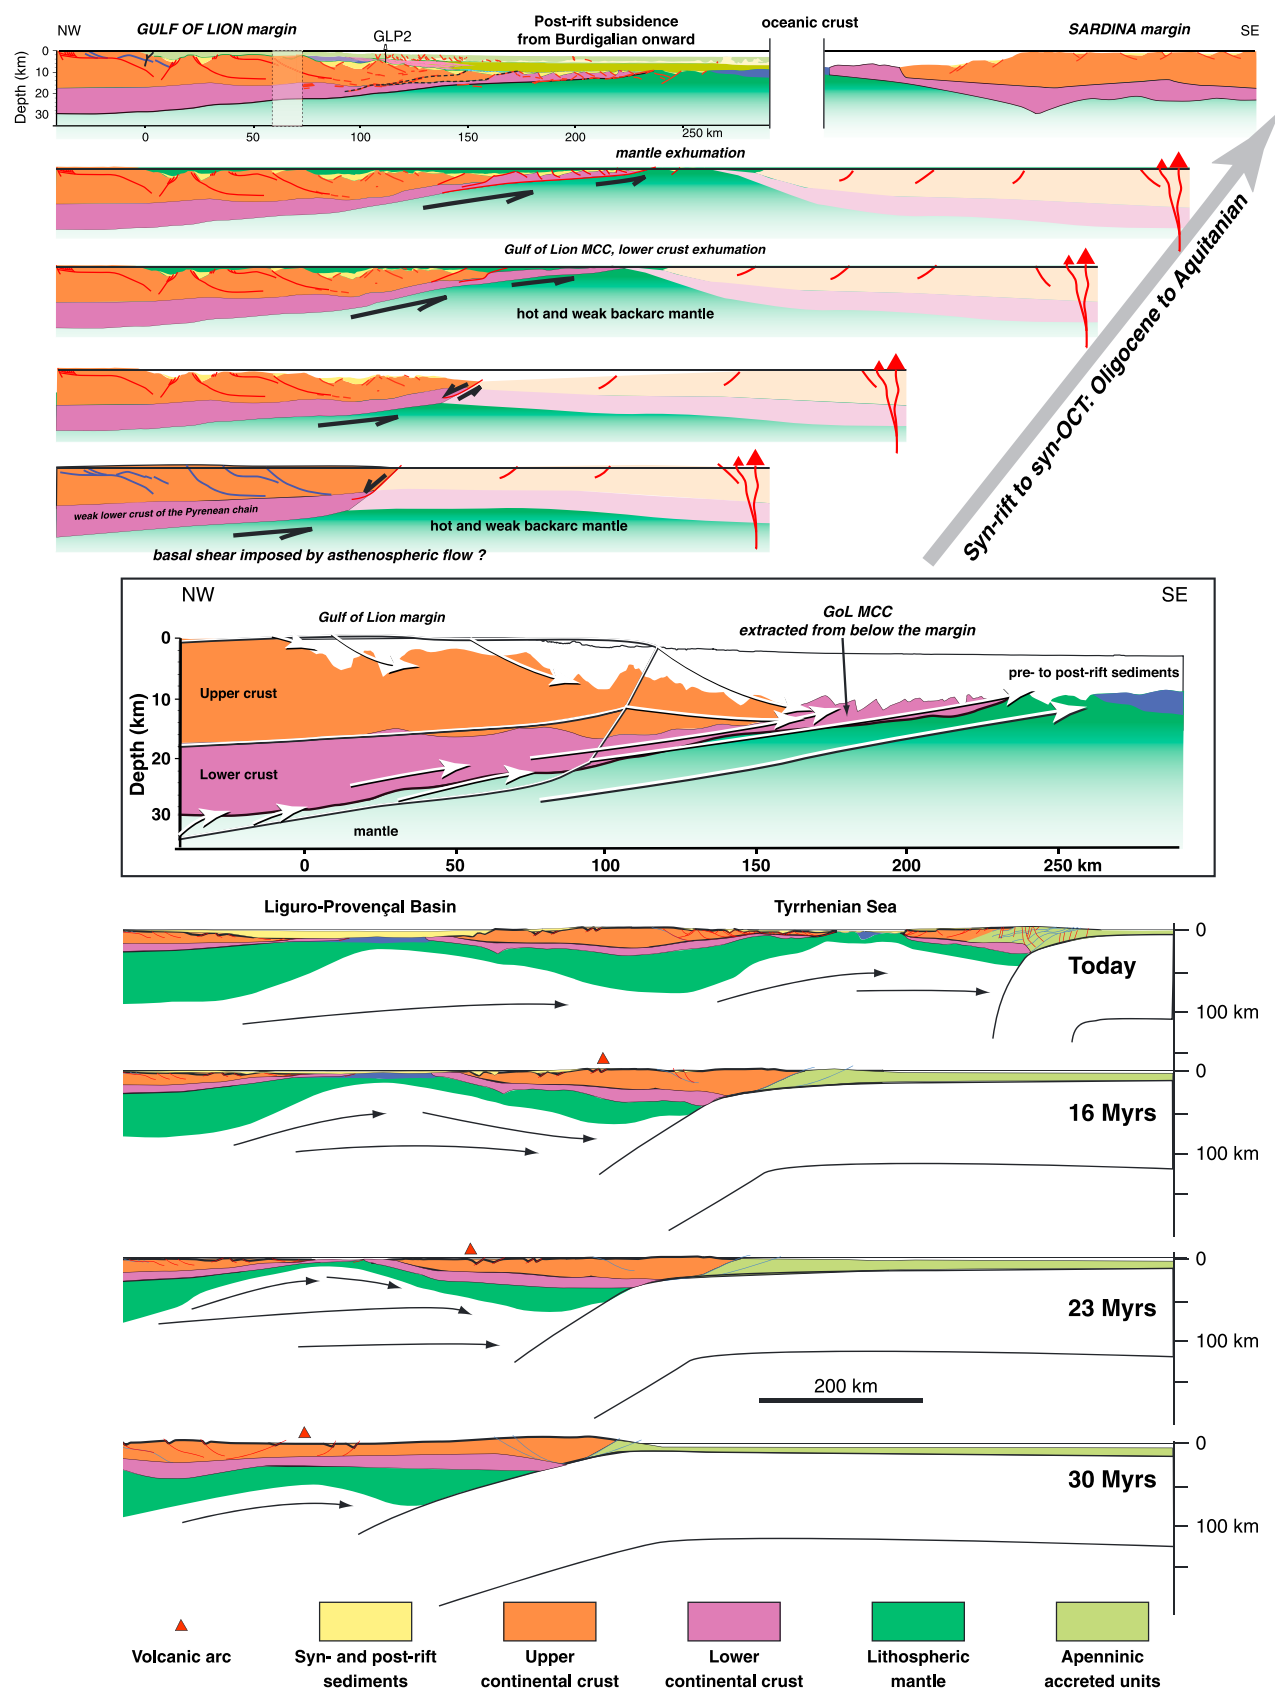 NW
GULF OF LION margin
GLP2
Post-rift subsidence
from Burdigalian onward
oceanic crust
SARDINA margin
SE
Depth (km)
0
10
20
30
0
50
100
150
200
250 km
mantle exhumation
Gulf of Lion MCC, lower crust exhumation
hot and weak backarc mantle
weak lower crust of the Pyrenean chain
hot and weak backarc mantle
basal shear imposed by asthenospheric flow ?
Syn-rift to syn-OCT: Oligocene to Aquitanian
NW
SE
Gulf of Lion margin
GoL MCC
extracted from below the margin
pre- to post-rift sediments
Upper crust
Lower crust
mantle
Depth (km)
0
10
20
30
0
50
100
150
200
250 km
Liguro-Provençal Basin
Tyrrhenian Sea
0
Today
100 km
0
16 Myrs
100 km
0
23 Myrs
100 km
200 km
0
30 Myrs
100 km
Volcanic arc
Syn- and post-rift
sediments
Upper
continental crust
Lower
continental crust
Lithospheric
mantle
Apenninic
accreted units